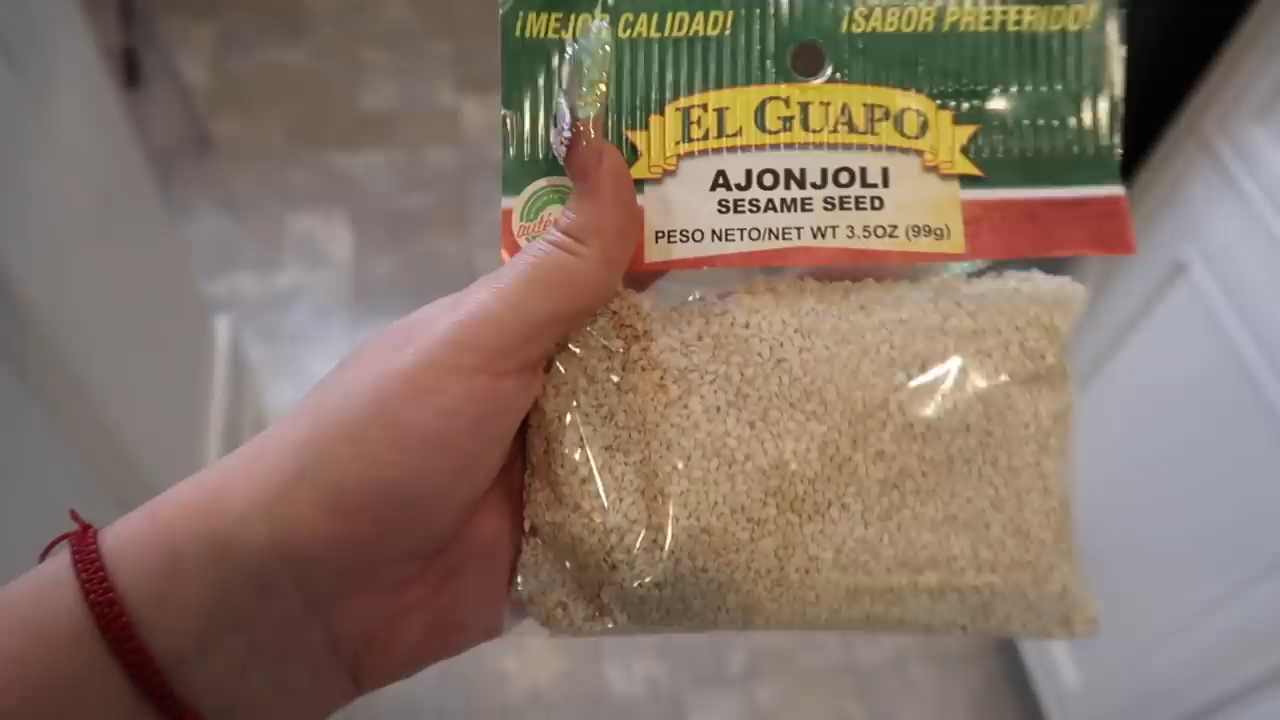 ¡MEJOR CALIDAD!
¡SABOR PREFERIDO!
EL GUAPO
AJONJOLI
SESAME SEED
PESO NETO/NET WT 3.5OZ (99g)